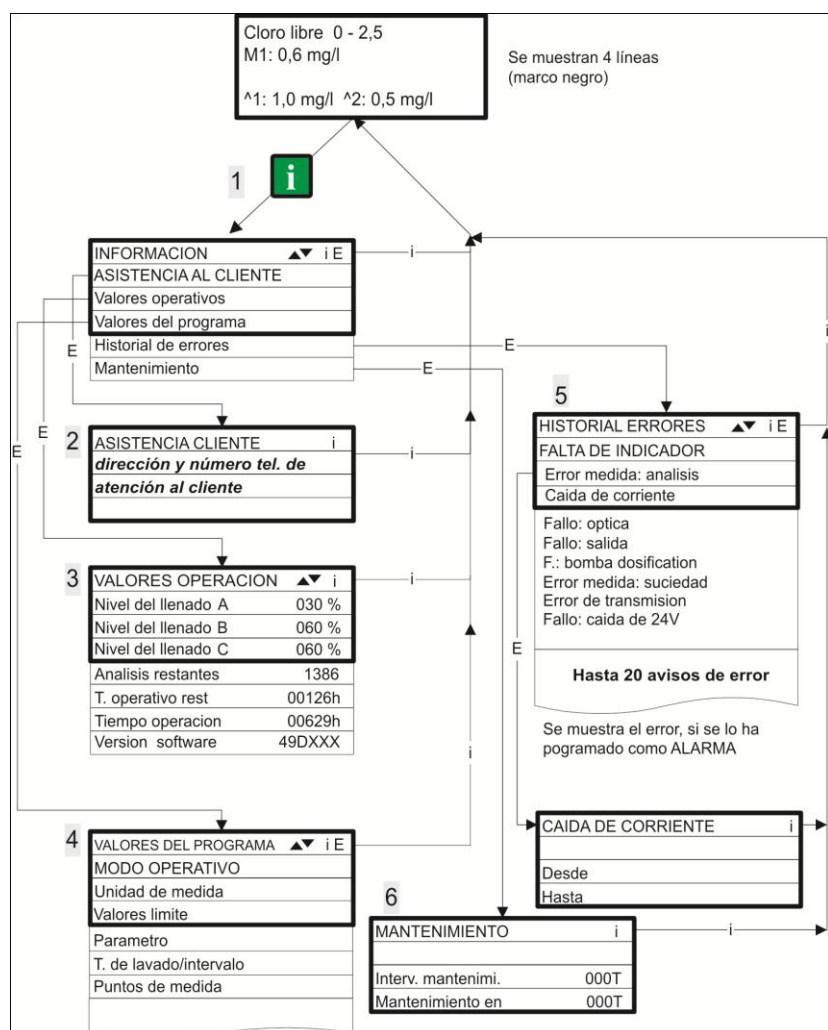 Cloro libre 0 - 2,5
M1: 0,6 mg/l
^1: 1,0 mg/l ^2: 0,5 mg/l
Se muestran 4 líneas
(marco negro)
1
i
INFORMACION ▲▼ i E
ASISTENCIA AL CLIENTE
Valores operativos
Valores del programa
Historial de errores
Mantenimiento
i
i
E
E
E
E
E
2
ASISTENCIA CLIENTE i
dirección y número tel. de
atención al cliente
i
3
VALORES OPERACION ▲▼ i
Nivel del llenado A 030 %
Nivel del llenado B 060 %
Nivel del llenado C 060 %
Analisis restantes 1386
T. operativo rest 00126h
Tiempo operacion 00629h
Version software 49DXXX
i
i
4
VALORES DEL PROGRAMA ▲▼ i E
MODO OPERATIVO
Unidad de medida
Valores limite
Parametro
T. de lavado/intervalo
Puntos de medida
5
HISTORIAL ERRORES ▲▼ i E
FALTA DE INDICADOR
Error medida: analisis
Caida de corriente
Fallo: optica
Fallo: salida
F.: bomba dosification
Error medida: suciedad
Error de transmision
Fallo: caida de 24V
E
Hasta 20 avisos de error
Se muestra el error, si se lo ha
pogramado como ALARMA
CAIDA DE CORRIENTE i
Desde
Hasta
6
MANTENIMIENTO i
Interv. mantenimi. 000T
Mantenimiento en 000T
i